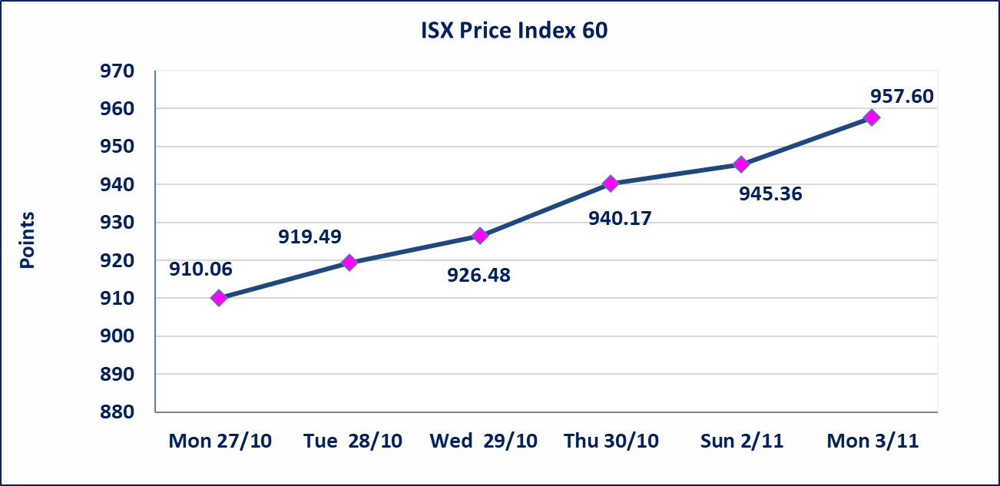 ISX Price Index 60
Points
970
960
950
940
930
920
910
900
890
880
910.06
919.49
926.48
940.17
945.36
957.60
Mon 27/10
Tue  28/10
Wed  29/10
Thu 30/10
Sun 2/11
Mon 3/11